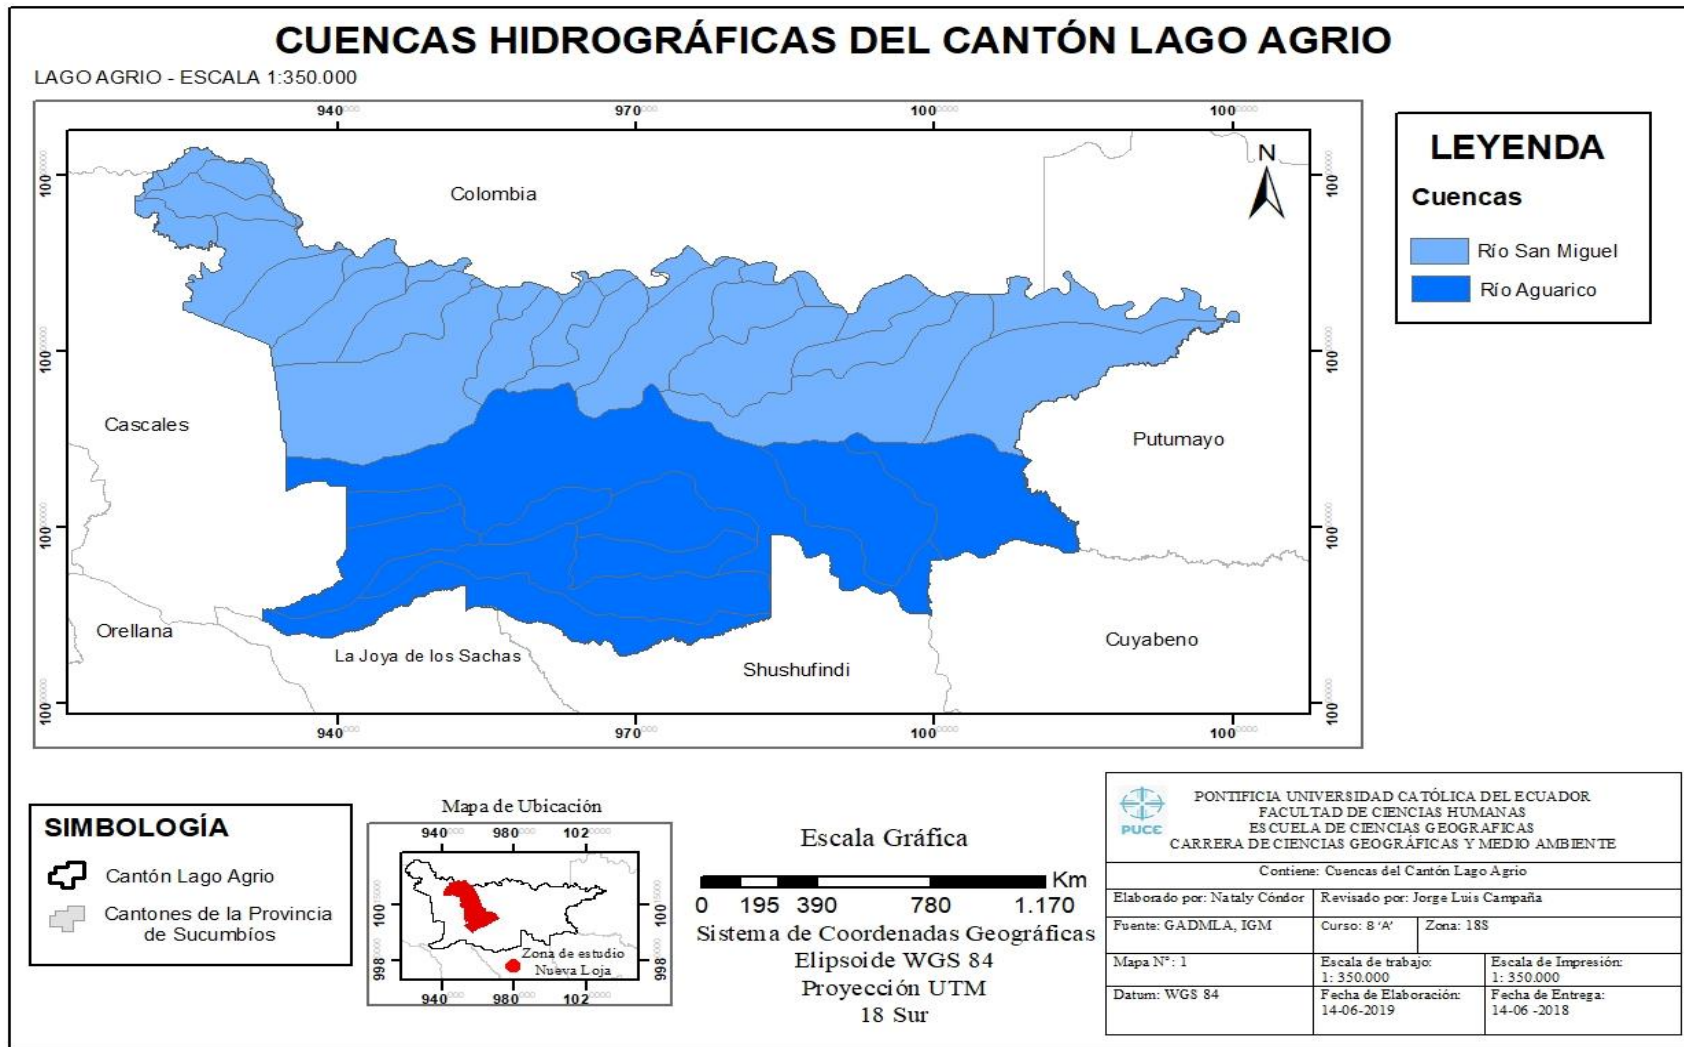 CUENCAS HIDROGRÁFICAS DEL CANTÓN LAGO AGRIO
LAGO AGRIO - ESCALA 1:350.000
940 970 100 100
100
100
100
100
100
100
100
100
940 970 100 100
N
Colombia
Cascales
Putumayo
Orellana
La Joya de los Sachas
Shushufindi
Cuyabeno
LEYENDA
Cuencas
Río San Miguel
Río Aguarico
SIMBOLOGÍA
Cantón Lago Agrio
Cantones de la Provincia
de Sucumbíos
Mapa de Ubicación
940 980 102
100
998
100
998
Zona de estudio
Nueva Loja
940 980 102
Escala Gráfica
Km
0 195 390 780 1.170
Sistema de Coordenadas Geográficas
Elipsoide WGS 84
Proyección UTM
18 Sur
PUCE
PONTIFICIA UNIVERSIDAD CATÓLICA DEL ECUADOR
FACULTAD DE CIENCIAS HUMANAS
ESCUELA DE CIENCIAS GEOGRAFICAS
CARRERA DE CIENCIAS GEOGRÁFICAS Y MEDIO AMBIENTE
Contiene: Cuencas del Cantón Lago Agrio
Elaborado por: Nataly Cóndor Revisado por: Jorge Luis Campaña
Fuente: GADMLA, IGM Curso: 8 'A' Zona: 18S
Mapa N°: 1 Escala de trabajo: Escala de Impresión:
1: 350.000 1: 350.000
Datum: WGS 84 Fecha de Elaboración: Fecha de Entrega:
14-06-2019 14-06 -2018